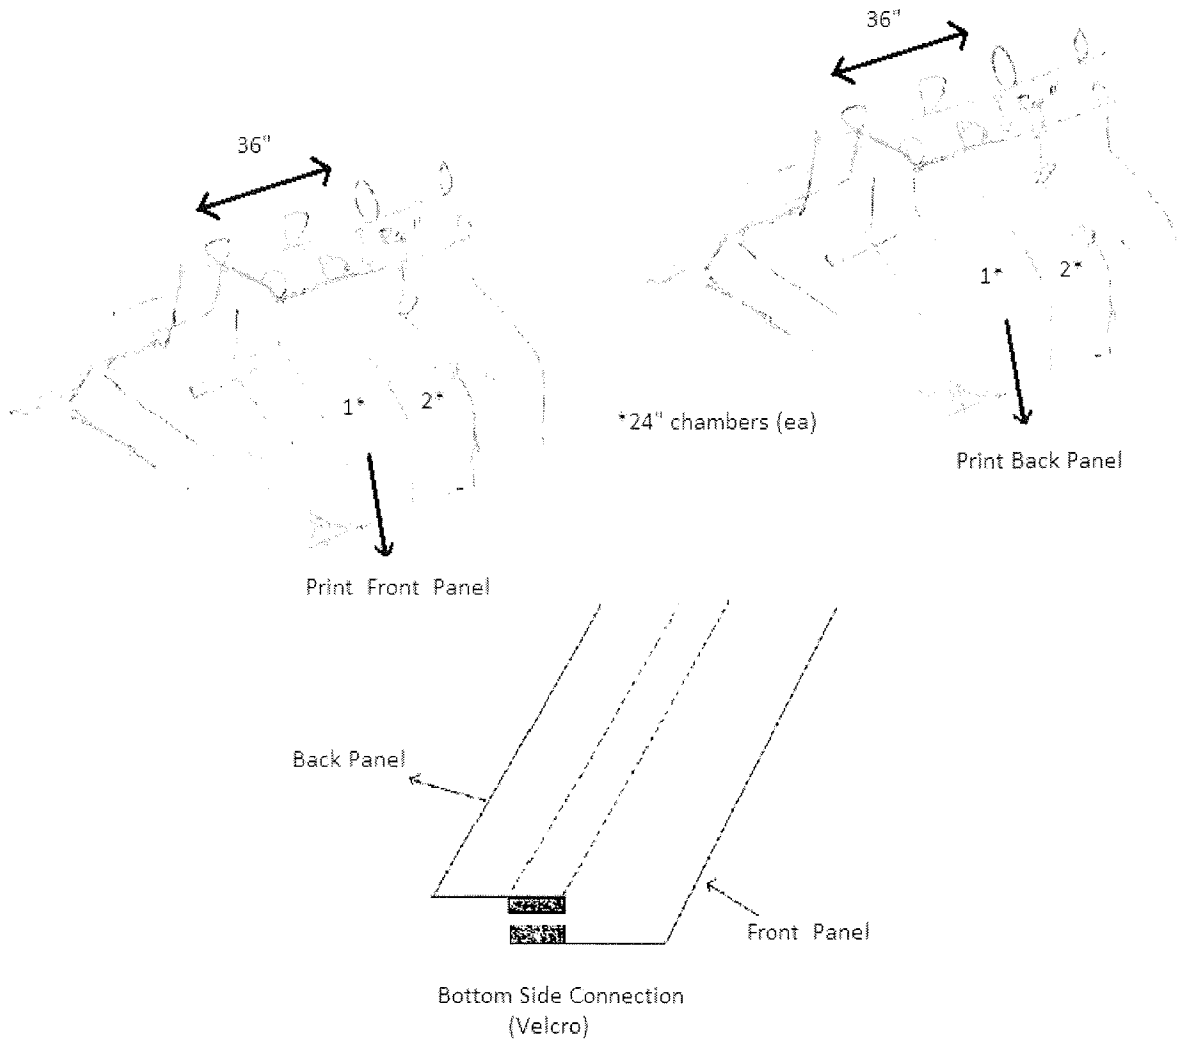 36"
36"
1*
2*
1*
2*
*24" chambers (ea)
Print Back Panel
Print Front Panel
Back Panel
Front Panel
Bottom Side Connection
(Velcro)